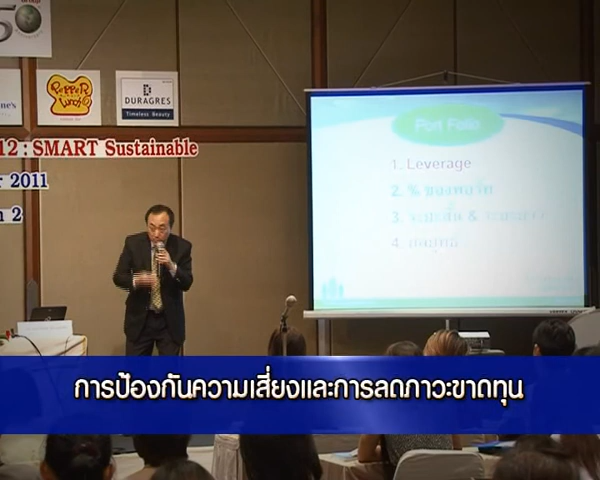 50
PEPPER
Lunch
DURAGRES
Timeless Beauty
12 : SMART Sustainable
2011
2
Port Folio
1. Leverage
2. % ของพอร์ต
3.
4.
การป้องกันความเสี่ยงและการลดภาวะขาดทุน